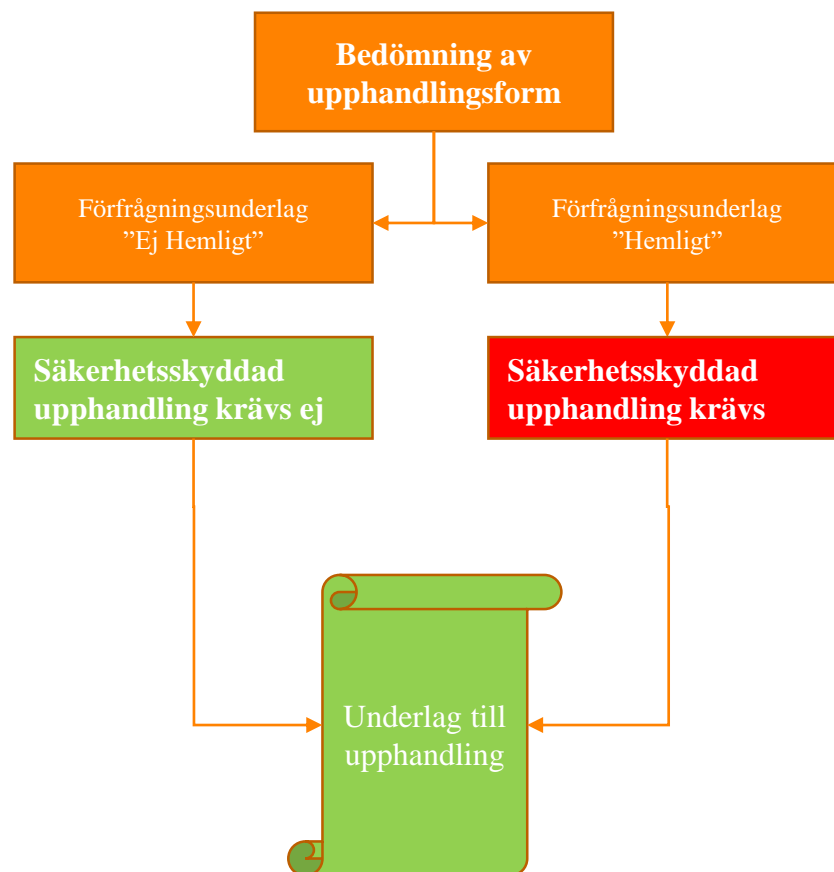 Bedömning av
upphandlingsform
Förfrågningsunderlag
”Ej Hemligt”
Förfrågningsunderlag
”Hemligt”
Säkerhetsskyddad
upphandling krävs ej
Säkerhetsskyddad
upphandling krävs
Underlag till
upphandling